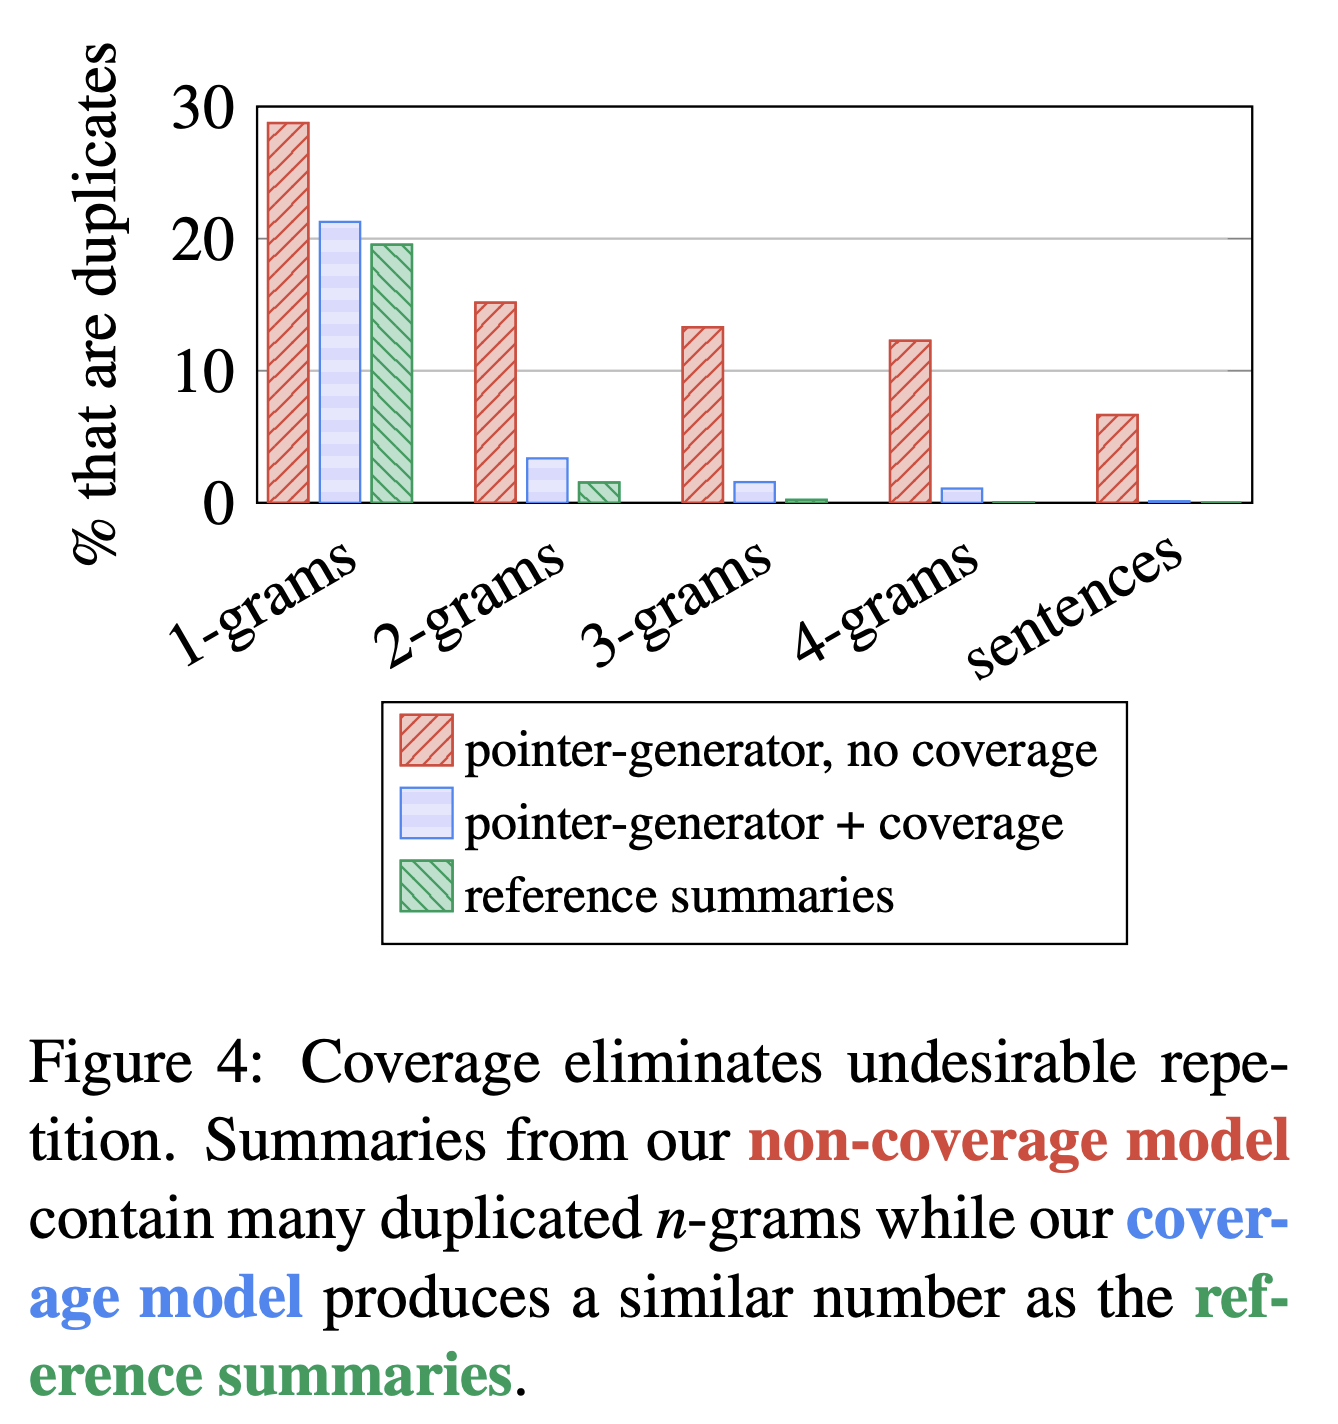 % that are duplicates
30
20
10
0
1-grams
2-grams
3-grams
4-grams
sentences
pointer-generator, no coverage
pointer-generator + coverage
reference summaries
Figure 4: Coverage eliminates undesirable repe-
tition. Summaries from our non-coverage model
contain many duplicated n-grams while our cover-
age model produces a similar number as the ref-
erence summaries.